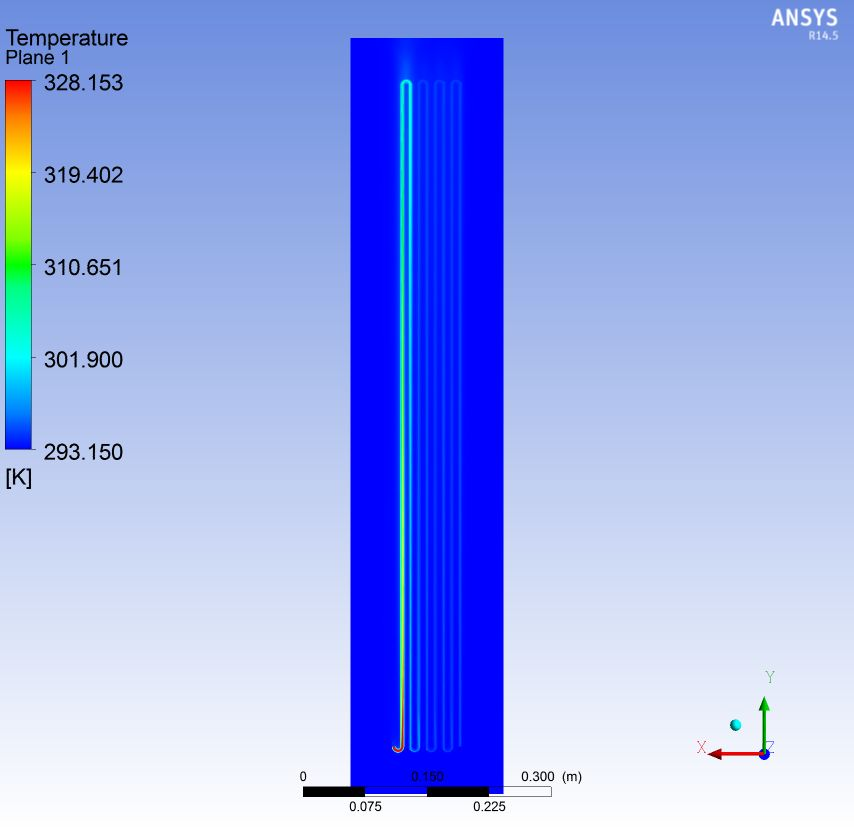 ANSYS
R14.5
Temperature
Plane 1
328.153
319.402
310.651
301.900
293.150
[K]
Y
X
Z
0 0.150 0.300 (m)
0.075 0.225